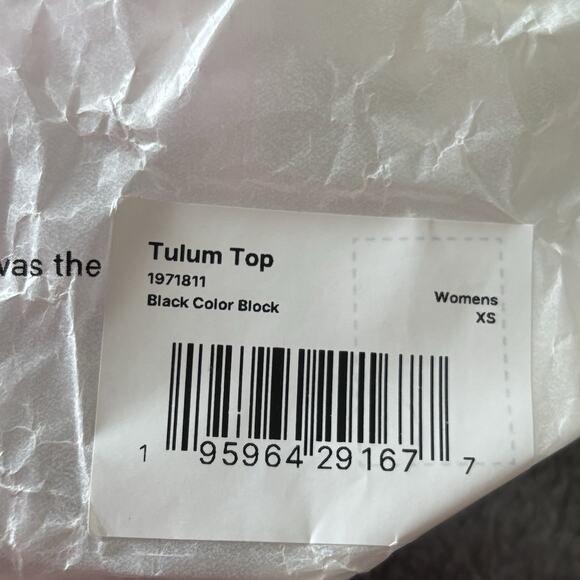 was the
Tulum Top
1971811
Black Color Block
Womens
XS
1 95964 29167 7